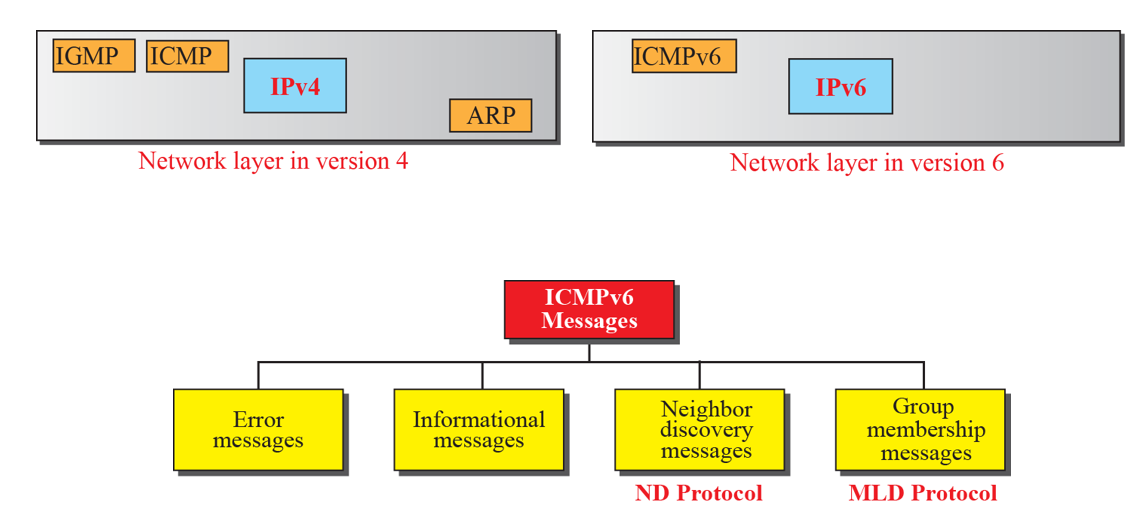 IGMP
ICMP
IPv4
ARP
Network layer in version 4
ICMPv6
IPv6
Network layer in version 6
ICMPv6
Messages
Error
messages
Informational
messages
Neighbor
discovery
messages
ND Protocol
Group
membership
messages
MLD Protocol